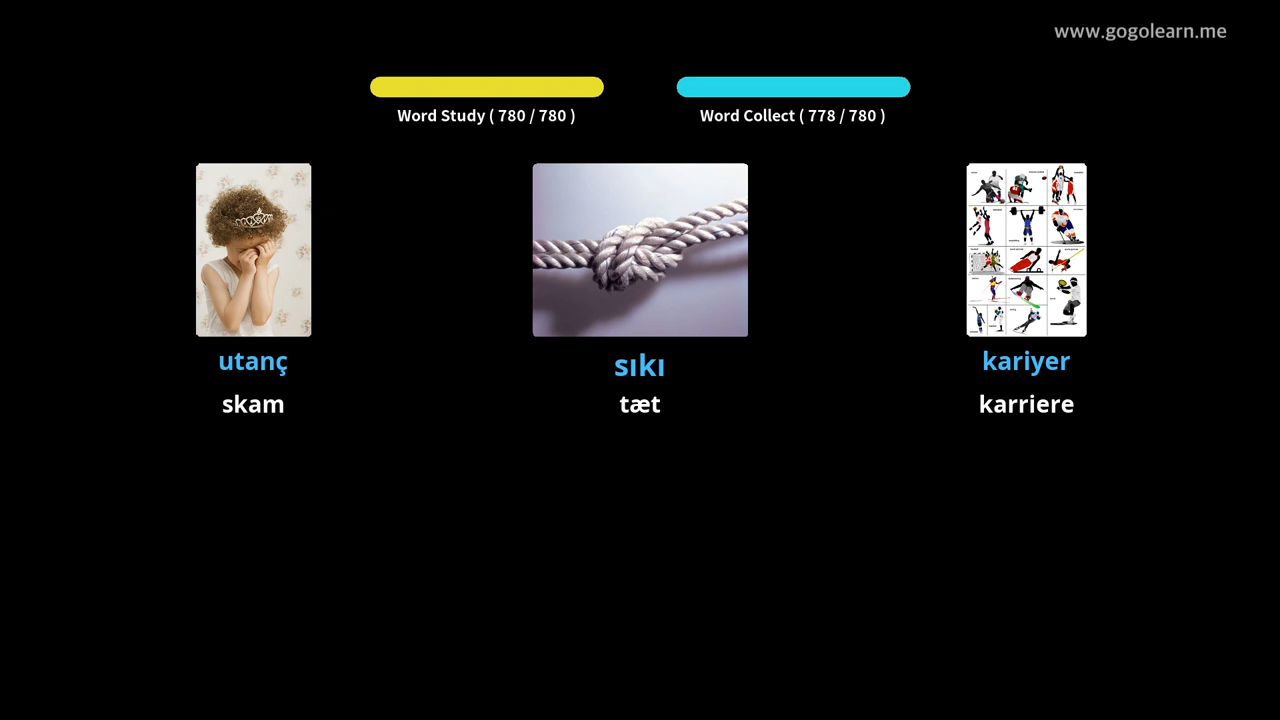 www.gogolearn.me
Word Study ( 780 / 780 )
Word Collect ( 778 / 780 )
utanç
sıkı
kariyer
skam
tæt
karriere